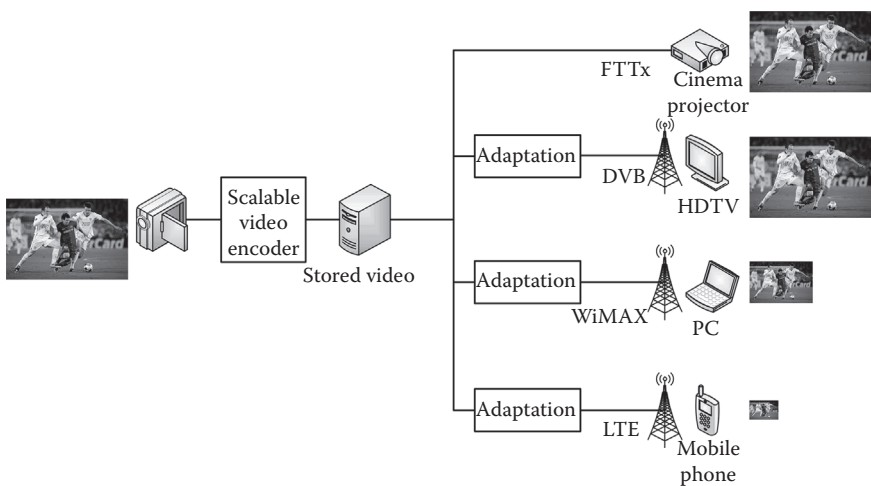 FTTx
Cinema
projector
Adaptation
DVB
HDTV
Scalable
video
encoder
Stored video
Adaptation
WiMAX
PC
Adaptation
LTE
Mobile
phone